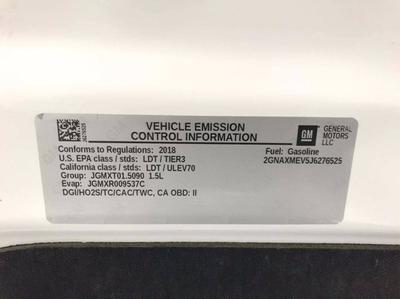 VEHICLE EMISSION
CONTROL INFORMATION
GM
GENERAL
MOTORS
LLC
Conforms to Regulations: 2018
Fuel: Gasoline
U.S. EPA class / stds: LDT / TIER3
2GNAXMEV5J6276525
California class / stds: LDT / ULEV70
Group: JGMXT01.5090 1.5L
Evap: JGMXR009537C
DGI/HO2S/TC/CAC/TWC, CA OBD: II